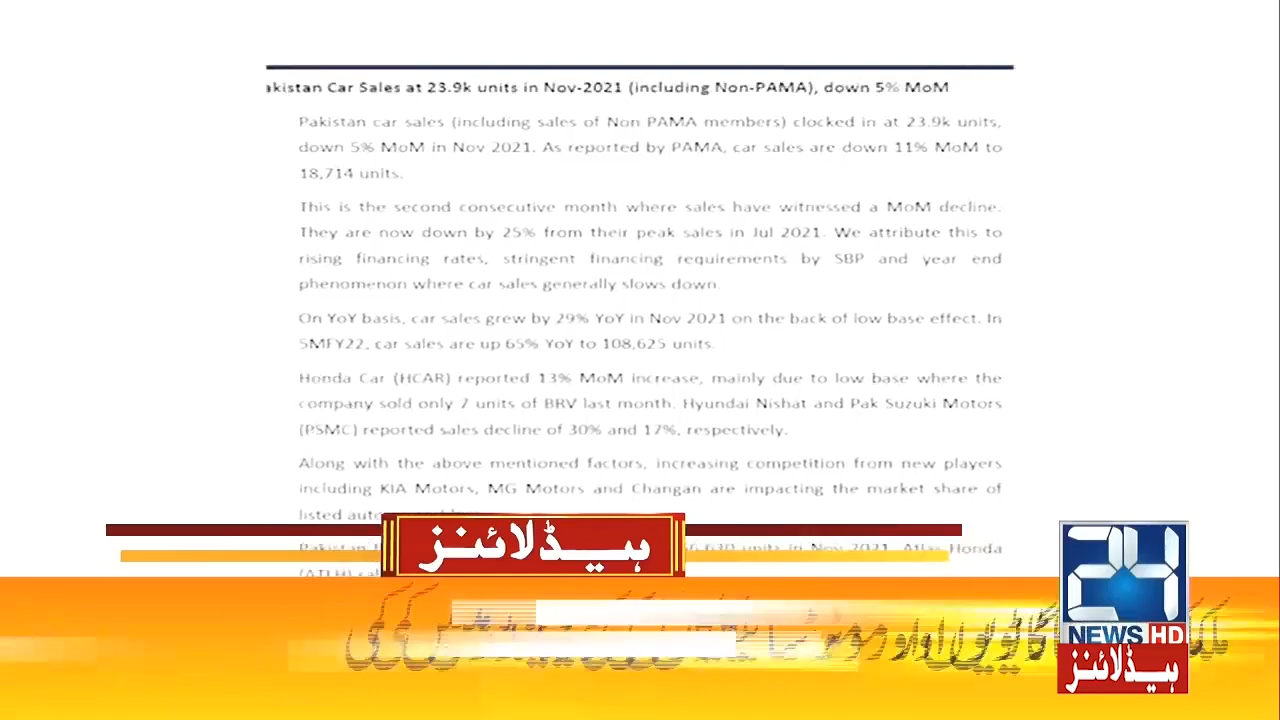 akistan Car Sales at 23.9k units in Nov-2021 (including Non-PAMA), down 5% MoM
Pakistan car sales (including sales of Non PAMA members) clocked in at 23.9k units,
down 5% MoM in Nov 2021. As reported by PAMA, car sales are down 11% MoM to
18,714 units.
This is the second consecutive month where sales have witnessed a MoM decline.
They are now down by 25% from their peak sales in Jul 2021. We attribute this to
rising financing rates, stringent financing requirements by SBP and year end
phenomenon where car sales generally slows down.
On YoY basis, car sales grew by 29% YoY in Nov 2021 on the back of low base effect. In
5MFY22, car sales are up 65% YoY to 108,625 units.
Honda Car (HCAR) reported 13% MoM increase, mainly due to low base where the
company sold only 7 units of BRV last month. Hyundai Nishat and Pak Suzuki Motors
(PSMC) reported sales decline of 30% and 17%, respectively.
Along with the above mentioned factors, increasing competition from new players
including KIA Motors, MG Motors and Changan are impacting the market share of
listed
Pakistan units in Nov 2021. Atlas Honda
ہیڈلائنز
24
NEWS HD
ہیڈلائنز